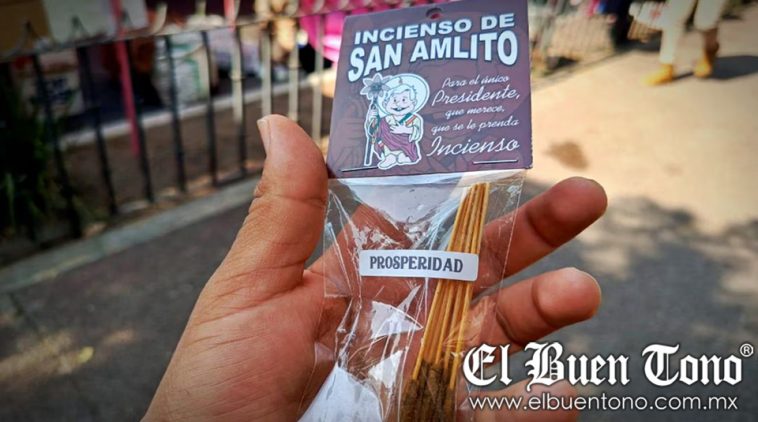 INCIENSO DE
SAN AMLITO
Para el único
Presidente,
que merece,
que se le prenda
Incienso
PROSPERIDAD
El Buen Tono®
www.elbuentono.com.mx